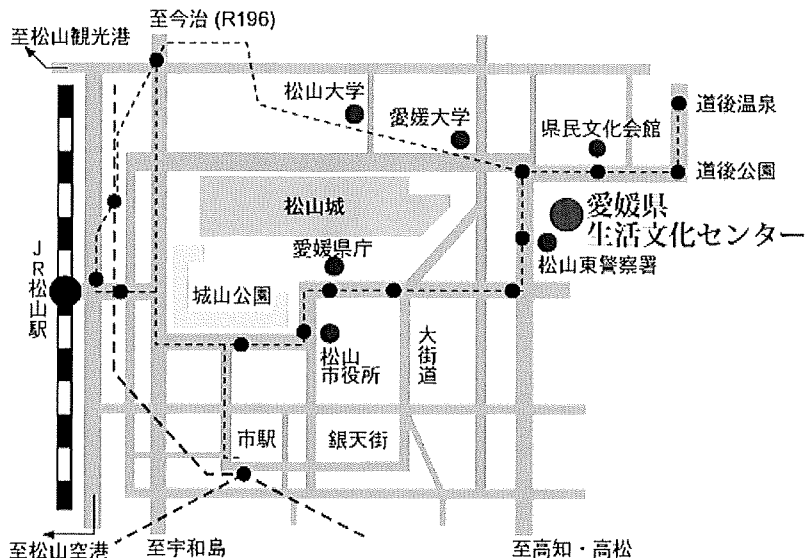 至今治 (R196)
至松山観光港
松山大学
愛媛大学
県民文化会館
道後温泉
道後公園
松山城
愛媛県
生活文化センター
愛媛県庁
松山東警察署
JR松山駅
城山公園
松山
市役所
大街道
市駅
銀天街
至松山空港
至宇和島
至高知・高松